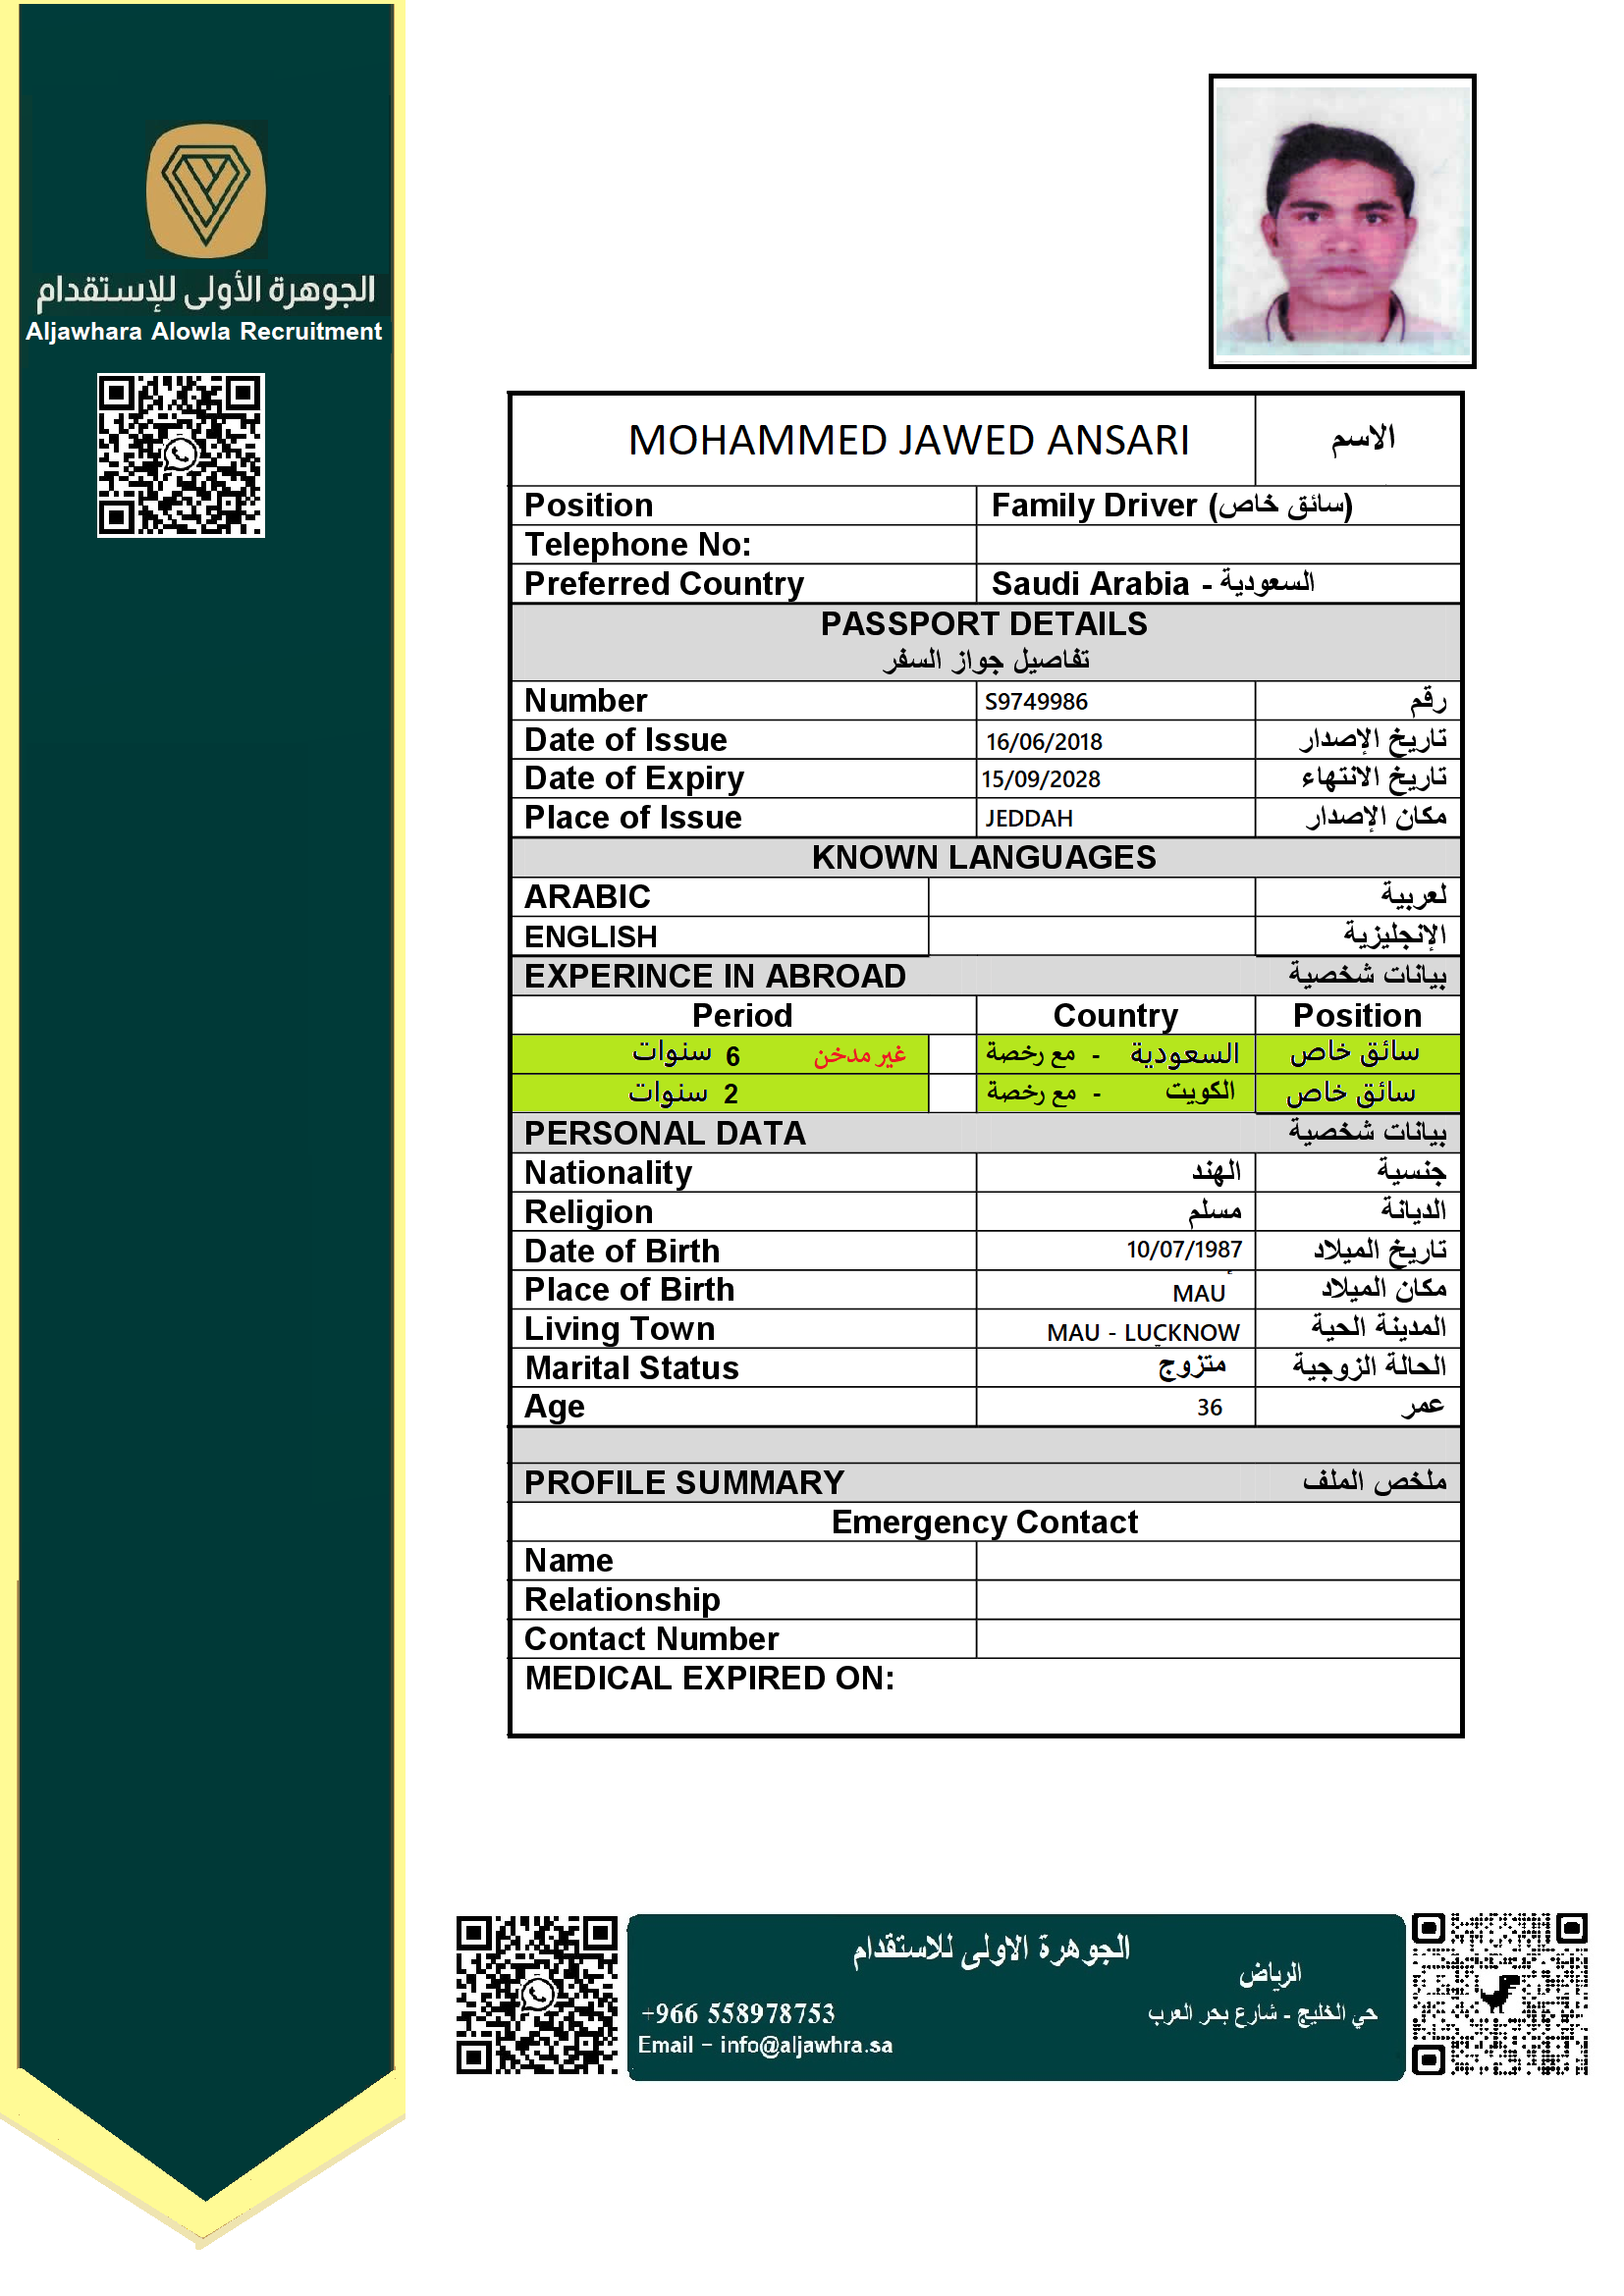 الجوهرة الأولى للإستقدام
Aljawhara Alowla Recruitment
MOHAMMED JAWED ANSARI الاسم
Position Family Driver (سائق خاص)
Telephone No:
Preferred Country Saudi Arabia - السعودية
PASSPORT DETAILS
تفاصيل جواز السفر
Number S9749986 رقم
Date of Issue 16/06/2018 تاريخ الإصدار
Date of Expiry 15/09/2028 تاريخ الانتهاء
Place of Issue JEDDAH مكان الإصدار
KNOWN LANGUAGES
ARABIC لعربية
ENGLISH الإنجليزية
EXPERINCE IN ABROAD بيانات شخصية
Period Country Position
6 سنوات غير مدخن السعودية - مع رخصة سائق خاص
2 سنوات الكويت - مع رخصة سائق خاص
PERSONAL DATA بيانات شخصية
Nationality الهند جنسية
Religion مسلم الديانة
Date of Birth 10/07/1987 تاريخ الميلاد
Place of Birth MAU مكان الميلاد
Living Town MAU - LUCKNOW المدينة الحية
Marital Status متزوج الحالة الزوجية
Age 36 عمر
PROFILE SUMMARY ملخص الملف
Emergency Contact
Name
Relationship
Contact Number
MEDICAL EXPIRED ON:
الجوهرة الاولى للاستقدام
الرياض
+966 558978753 حي الخليج - شارع بحر العرب
Email - info@aljawhra.sa